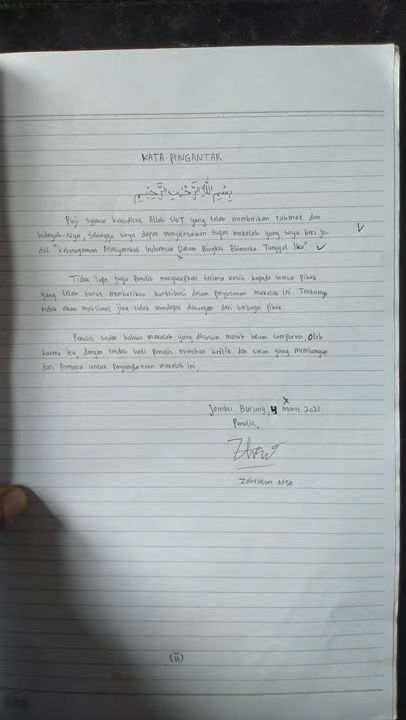 KATA PENGANTAR
بِسْمِ اللَّهِ الرَّحْمَنِ الرَّحِيمِ
Puji syukur kehadirat Allah SWT yang telah memberikan rahmat dan
hidayah-Nya, sehingga saya dapat menyelesaikan tugas makalah yang saya beri ju-
dul "Keberagaman Masyarakat Indonesia Dalam Bingkai Bhinneka Tunggal Ika"
Tidak lupa juga Penulis mengucapkan terima kasih kepada semua pihak
yang telah turut memberikan kontribusi dalam penyusunan makalah ini. Tentunya
tidak akan maksimal jika tidak mendapat dukungan dari berbagai pihak.
Penulis sadar bahwa makalah yang disusun masih belum sempurna, Oleh
karena itu, dengan rendah hati penulis memohon kritik dan saran yang membangun
dari pembaca untuk penyempurnaan makalah ini.
Jambu Burung, 4 Mary 2021
Penulis,
Zahratun Nisa
(ii)